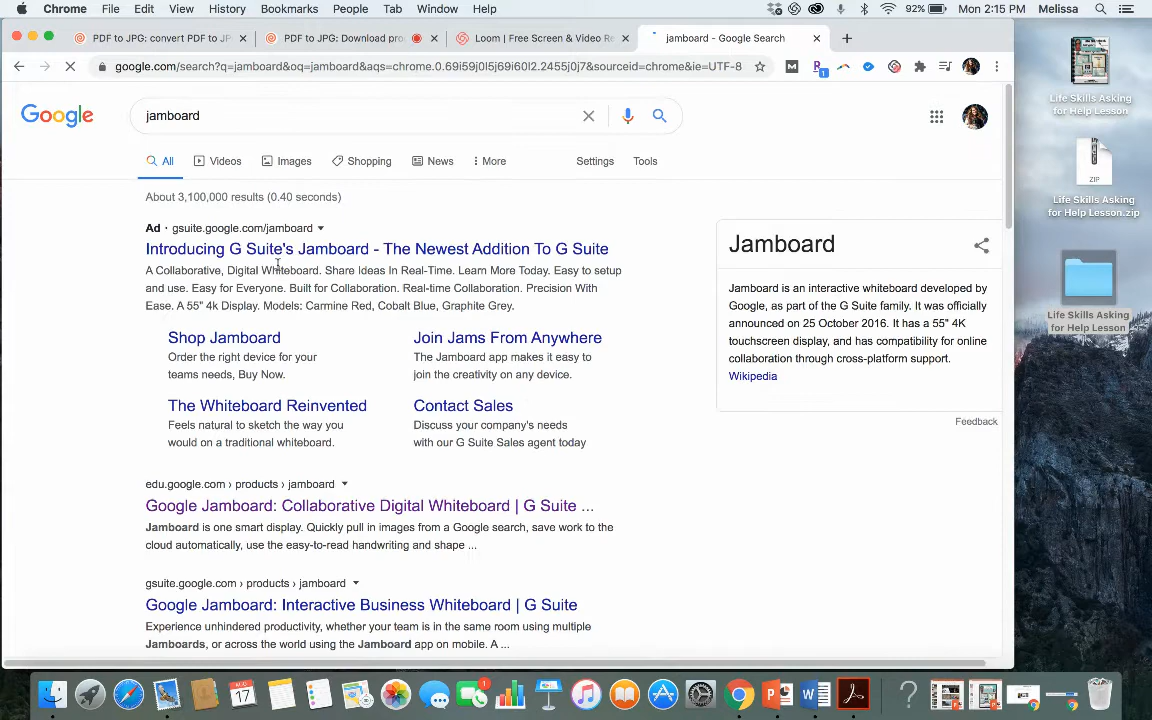 Chrome File Edit View History Bookmarks People Tab Window Help 92% Mon 2:15 PM Melissa
PDF to JPG: convert PDF to JP
PDF to JPG: Download pro
Loom | Free Screen & Video Re
jamboard - Google Search
google.com/search?q=jamboard&oq=jamboard&aqs=chrome.0.69i59j0l5j69i60l2.2455j0j7&sourceid=chrome&ie=UTF-8
Google
jamboard
All Videos Images Shopping News More Settings Tools
About 3,100,000 results (0.40 seconds)
Ad · gsuite.google.com/jamboard
Introducing G Suite's Jamboard - The Newest Addition To G Suite
A Collaborative, Digital Whiteboard. Share Ideas In Real-Time. Learn More Today. Easy to setup
and use. Easy for Everyone. Built for Collaboration. Real-time Collaboration. Precision With
Ease. A 55" 4k Display. Models: Carmine Red, Cobalt Blue, Graphite Grey.
Shop Jamboard
Order the right device for your
teams needs, Buy Now.
Join Jams From Anywhere
The Jamboard app makes it easy to
join the creativity on any device.
The Whiteboard Reinvented
Feels natural to sketch the way you
would on a traditional whiteboard.
Contact Sales
Discuss your company's needs
with our G Suite Sales agent today
edu.google.com › products › jamboard
Google Jamboard: Collaborative Digital Whiteboard | G Suite ...
Jamboard is one smart display. Quickly pull in images from a Google search, save work to the
cloud automatically, use the easy-to-read handwriting and shape ...
gsuite.google.com › products › jamboard
Google Jamboard: Interactive Business Whiteboard | G Suite
Experience unhindered productivity, whether your team is in the same room using multiple
Jamboards, or across the world using the Jamboard app on mobile. A ...
Jamboard
Jamboard is an interactive whiteboard developed by
Google, as part of the G Suite family. It was officially
announced on 25 October 2016. It has a 55" 4K
touchscreen display, and has compatibility for online
collaboration through cross-platform support.
Wikipedia
Feedback
Life Skills Asking
for Help Lesson
ZIP
Life Skills Asking
for Help Lesson.zip
Life Skills Asking
for Help Lesson
17
1
1